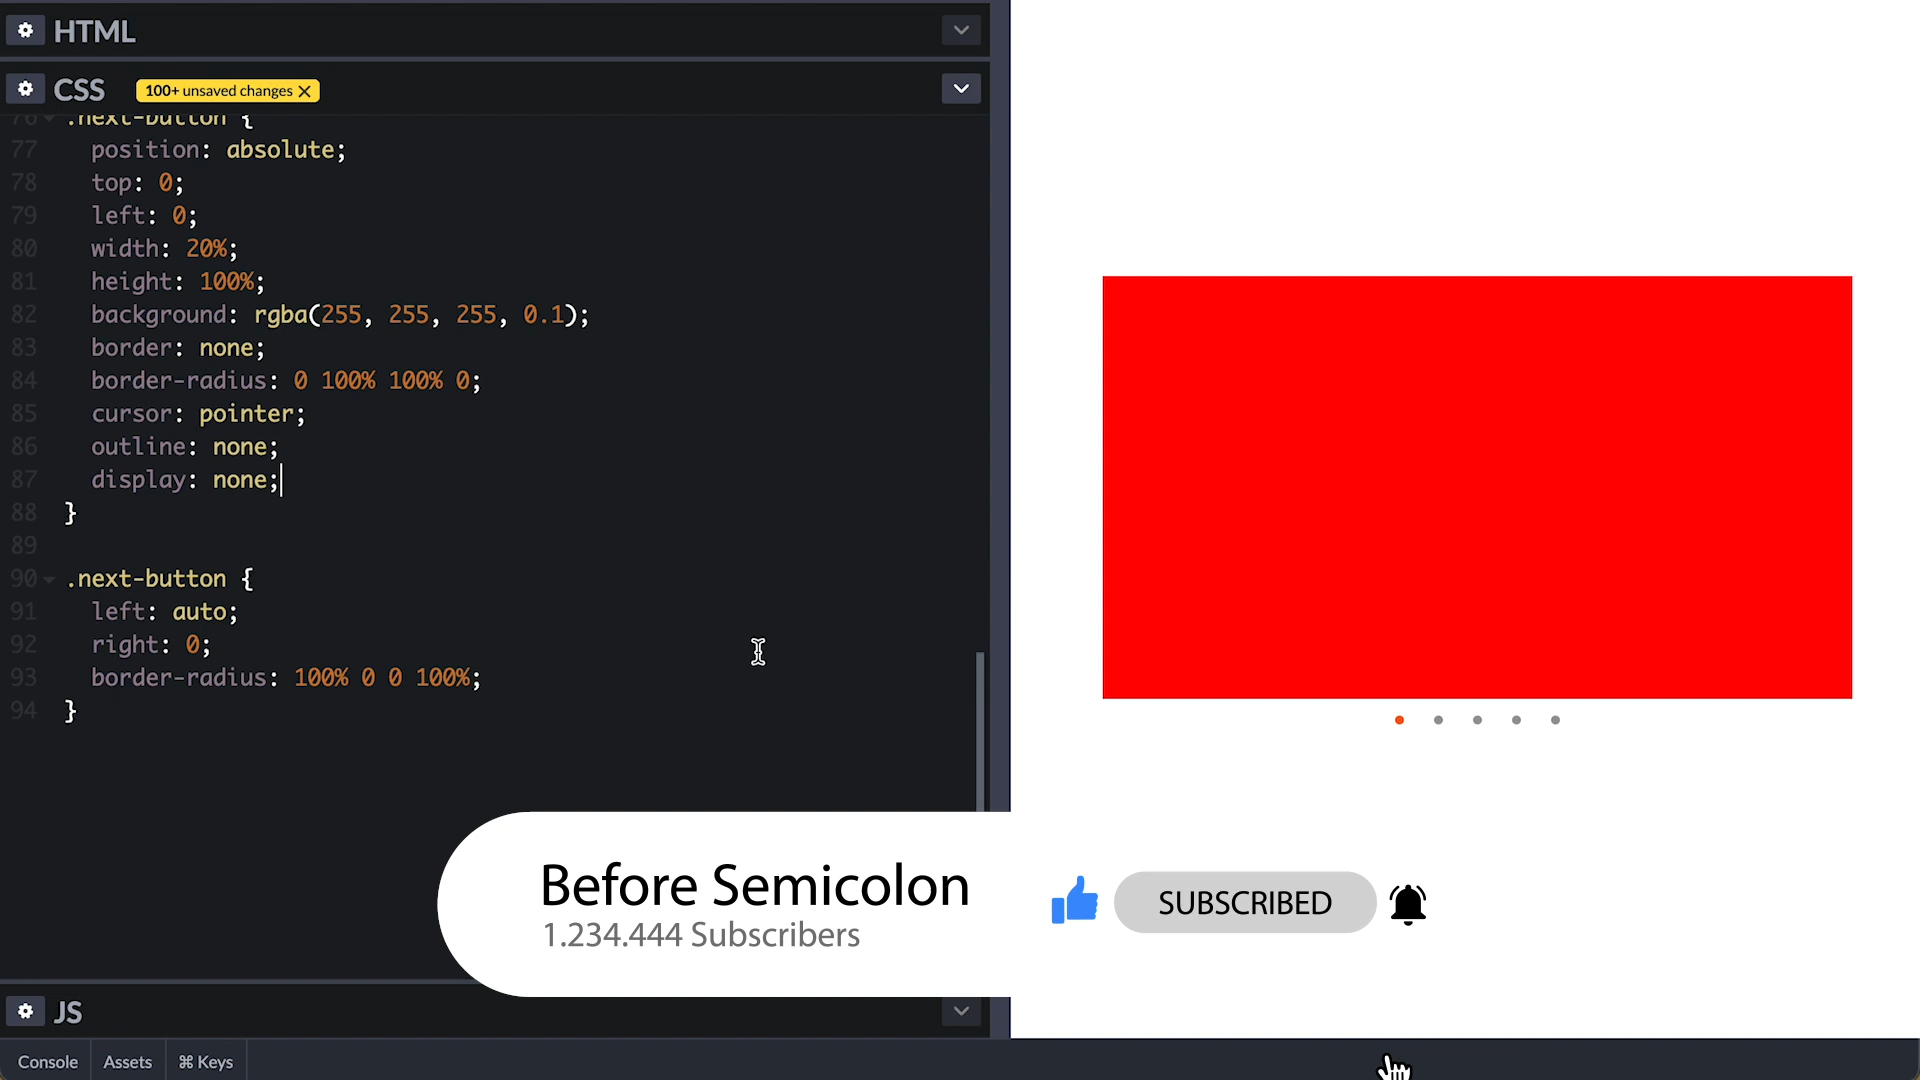 HTML
CSS 100+ unsaved changes ×
76 .next-button {
77 position: absolute;
78 top: 0;
79 left: 0;
80 width: 20%;
81 height: 100%;
82 background: rgba(255, 255, 255, 0.1);
83 border: none;
84 border-radius: 0 100% 100% 0;
85 cursor: pointer;
86 outline: none;
87 display: none;
88 }
89
90 .next-button {
91 left: auto;
92 right: 0;
93 border-radius: 100% 0 0 100%;
94 }
Before Semicolon
1.234.444 Subscribers
SUBSCRIBED
JS
Console Assets ⌘ Keys